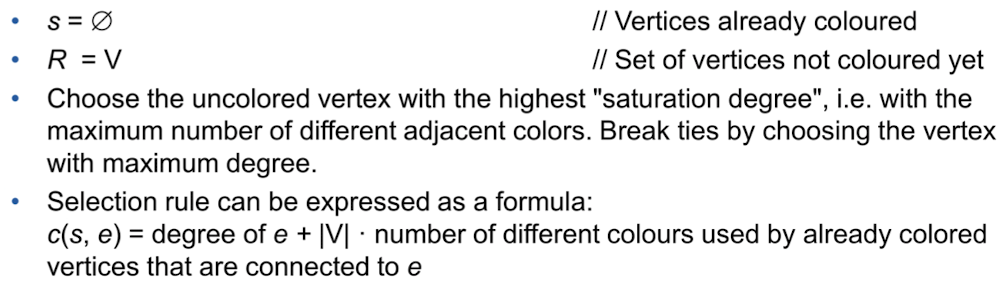 • s = ∅ // Vertices already coloured
• R = V // Set of vertices not coloured yet
• Choose the uncolored vertex with the highest "saturation degree", i.e. with the
maximum number of different adjacent colors. Break ties by choosing the vertex
with maximum degree.
• Selection rule can be expressed as a formula:
c(s, e) = degree of e + |V| · number of different colours used by already colored
vertices that are connected to e